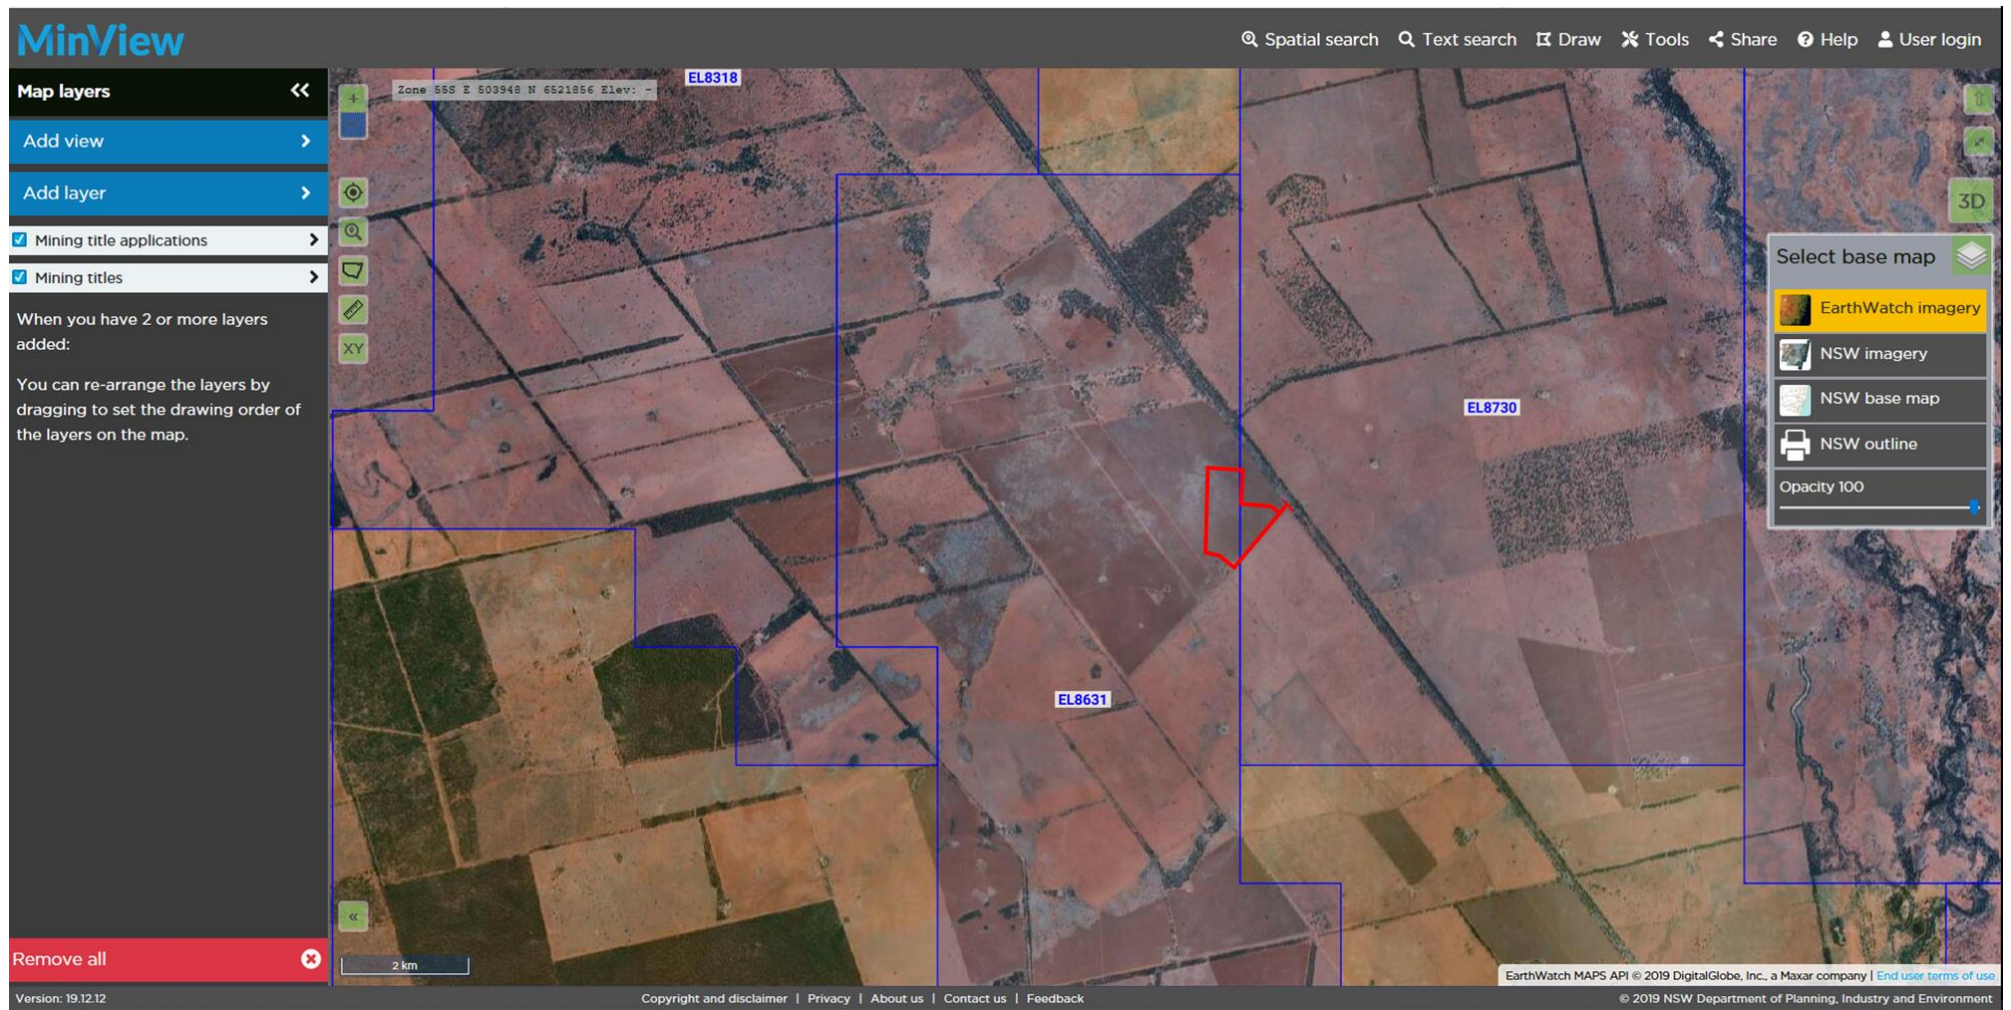 MinView
Spatial search
Text search
Draw
Tools
Share
Help
User login
Map layers
Add view
Add layer
Mining title applications
Mining titles
When you have 2 or more layers
added:
You can re-arrange the layers by
dragging to set the drawing order of
the layers on the map.
Remove all
Zone 55S E 503948 N 6521856 Elev: -
EL8318
XY
EL8730
EL8631
3D
Select base map
EarthWatch imagery
NSW imagery
NSW base map
NSW outline
Opacity 100
2 km
EarthWatch MAPS API © 2019 DigitalGlobe, Inc., a Maxar company | End user terms of use
Version: 19.12.12
Copyright and disclaimer | Privacy | About us | Contact us | Feedback
© 2019 NSW Department of Planning, Industry and Environment